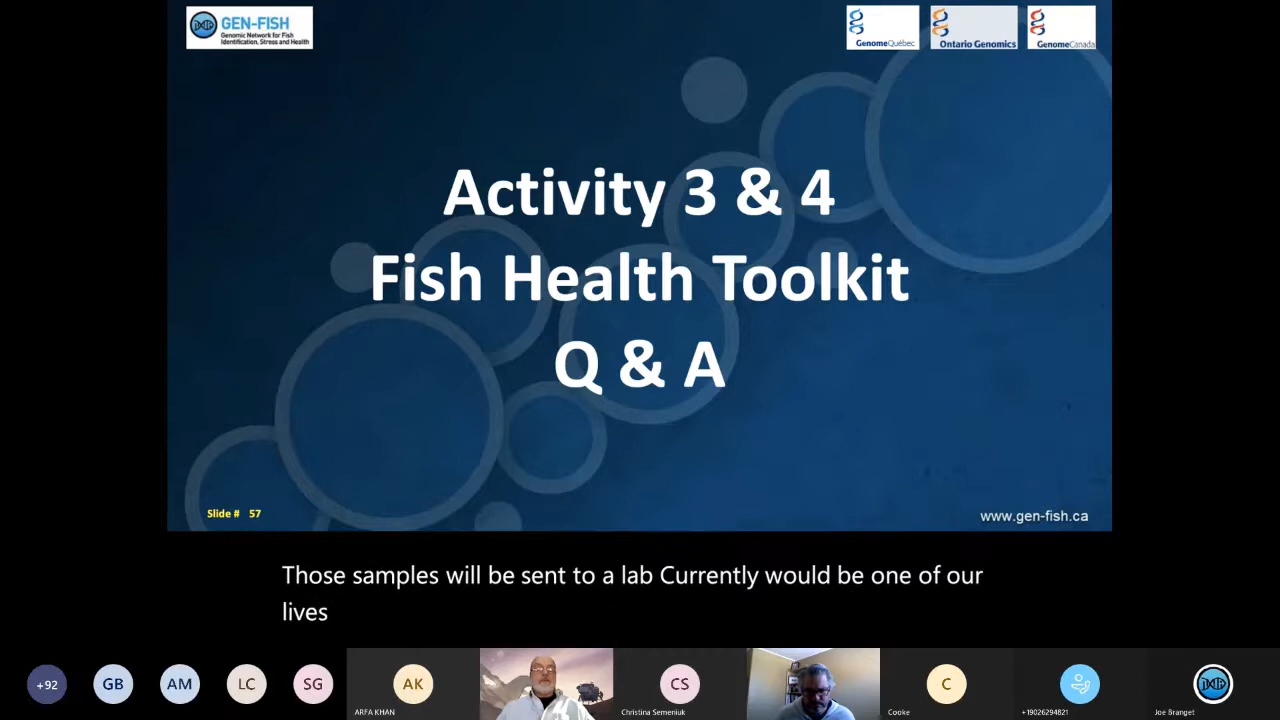 GEN-FISH
Genomic Network for Fish
Identification, Stress and Health
GenomeQuébec
Ontario Genomics
GenomeCanada
Activity 3 & 4
Fish Health Toolkit
Q & A
Slide # 57
www.gen-fish.ca
Those samples will be sent to a lab Currently would be one of our
lives
+92
GB
AM
LC
SG
AK
CS
C
ARFA KHAN
Christina Semeniuk
Cooke
+19026294821
Joe Branget